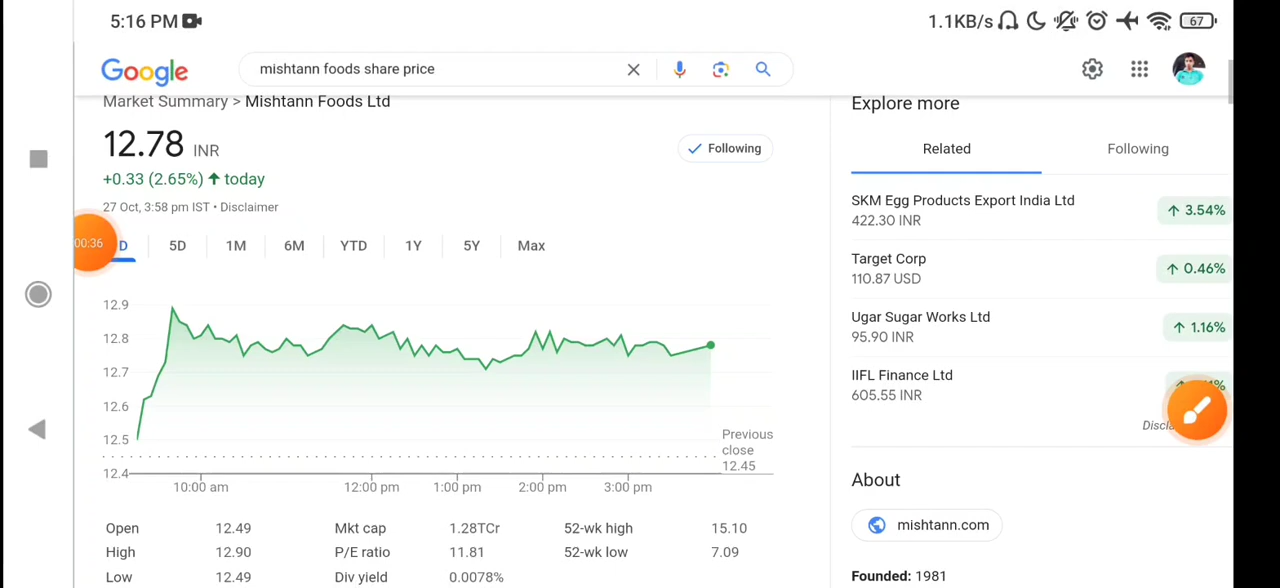 5:16 PM
1.1KB/s
67
Google
mishtann foods share price
Market Summary > Mishtann Foods Ltd
12.78 INR
+0.33 (2.65%) ↑ today
27 Oct, 3:58 pm IST • Disclaimer
Following
00:36
D 5D 1M 6M YTD 1Y 5Y Max
12.9
12.8
12.7
12.6
12.5
12.4
Previous
close
12.45
10:00 am 12:00 pm 1:00 pm 2:00 pm 3:00 pm
Open 12.49 Mkt cap 1.28TCr 52-wk high 15.10
High 12.90 P/E ratio 11.81 52-wk low 7.09
Low 12.49 Div yield 0.0078%
Explore more
Related Following
SKM Egg Products Export India Ltd
422.30 INR
↑ 3.54%
Target Corp
110.87 USD
↑ 0.46%
Ugar Sugar Works Ltd
95.90 INR
↑ 1.16%
IIFL Finance Ltd
605.55 INR
About
mishtann.com
Founded: 1981